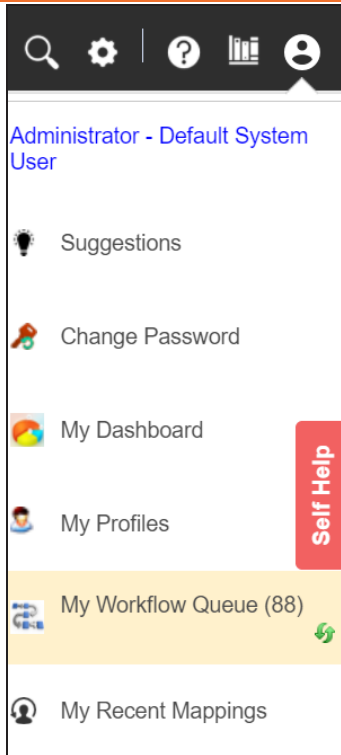 Administrator - Default System
User
Suggestions
Change Password
My Dashboard
Self Help
My Profiles
My Workflow Queue (88)
My Recent Mappings